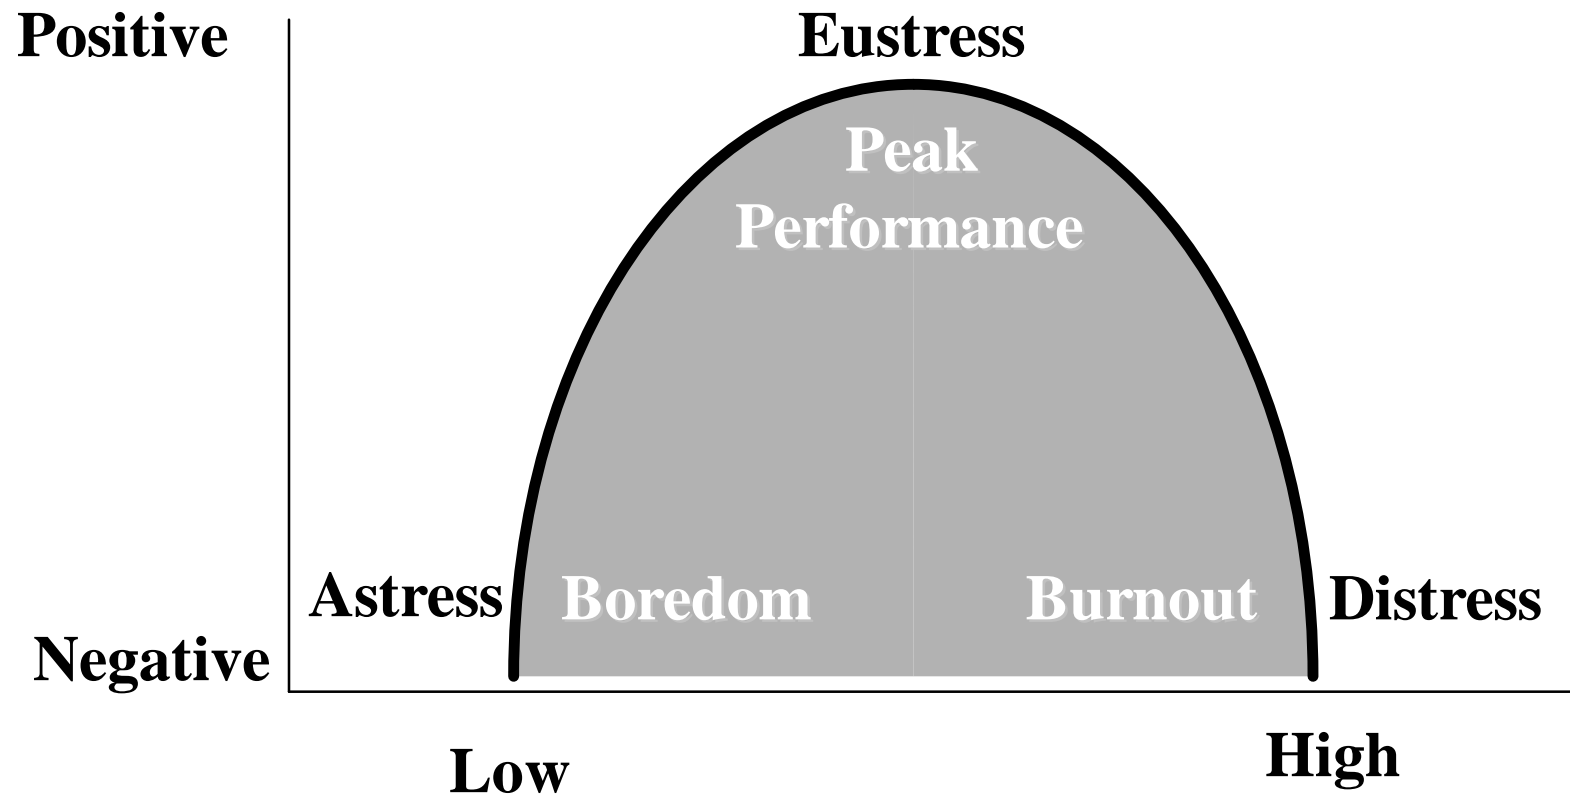 Positive
Eustress
Peak
Performance
Astress
Boredom
Burnout
Distress
Negative
Low
High